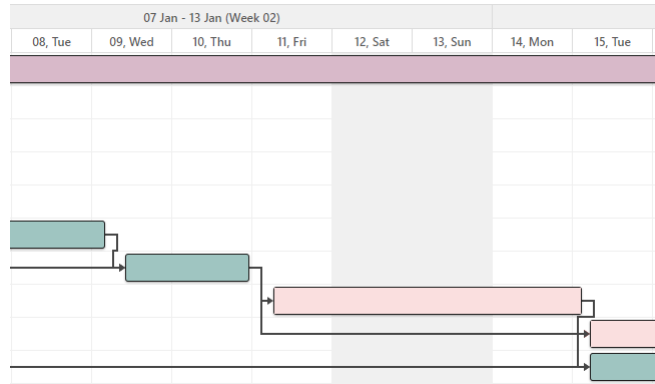 07 Jan - 13 Jan (Week 02)
08, Tue 09, Wed 10, Thu 11, Fri 12, Sat 13, Sun 14, Mon 15, Tue